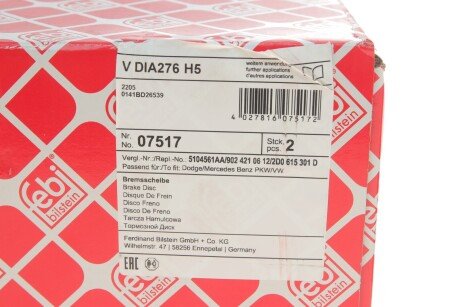 V DIA276 H5
weitere anwendungen
further applications
d'autres applications
2205
0141BD26539
4 027816 075172
Nr.
No. 07517
Stck.
pcs. 2
Vergl.-Nr.:/Repl.-No. 5104561AA/902 421 06 12/2D0 615 301 D
Passend für:/To fit: Dodge/Mercedes Benz PKW/VW
Bremsscheibe
Brake Disc
Disque De Frein
Disco Freno
Disco De Freno
Tarcza Hamulcowa
Тормозной Диск
Ferdinand Bilstein GmbH + Co. KG
Wilhelmstr. 47 | 58256 Ennepetal | Germany
EAC
febi
bilstein
febi
bilstein